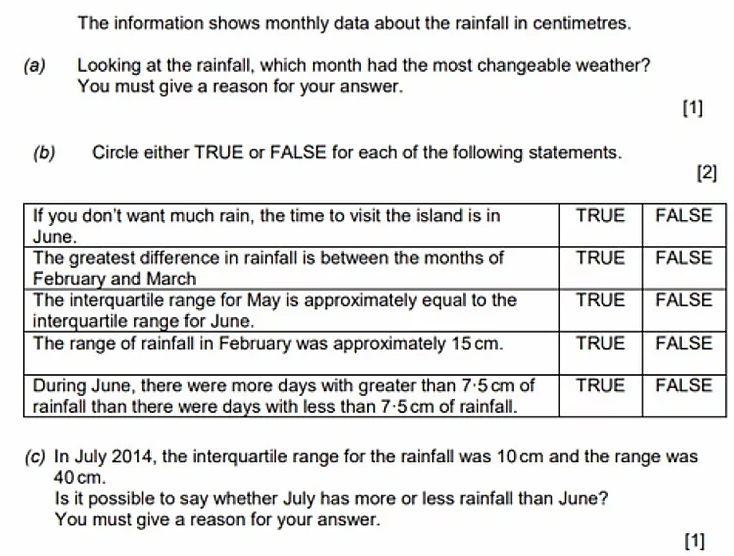 The information shows monthly data about the rainfall in centimetres.
(a) Looking at the rainfall, which month had the most changeable weather?
You must give a reason for your answer.
[1]
(b) Circle either TRUE or FALSE for each of the following statements.
[2]
If you don't want much rain, the time to visit the island is in TRUE FALSE
June.
The greatest difference in rainfall is between the months of TRUE FALSE
February and March
The interquartile range for May is approximately equal to the TRUE FALSE
interquartile range for June.
The range of rainfall in February was approximately 15 cm. TRUE FALSE
During June, there were more days with greater than 7·5 cm of TRUE FALSE
rainfall than there were days with less than 7·5 cm of rainfall.
(c) In July 2014, the interquartile range for the rainfall was 10 cm and the range was
40 cm.
Is it possible to say whether July has more or less rainfall than June?
You must give a reason for your answer.
[1]